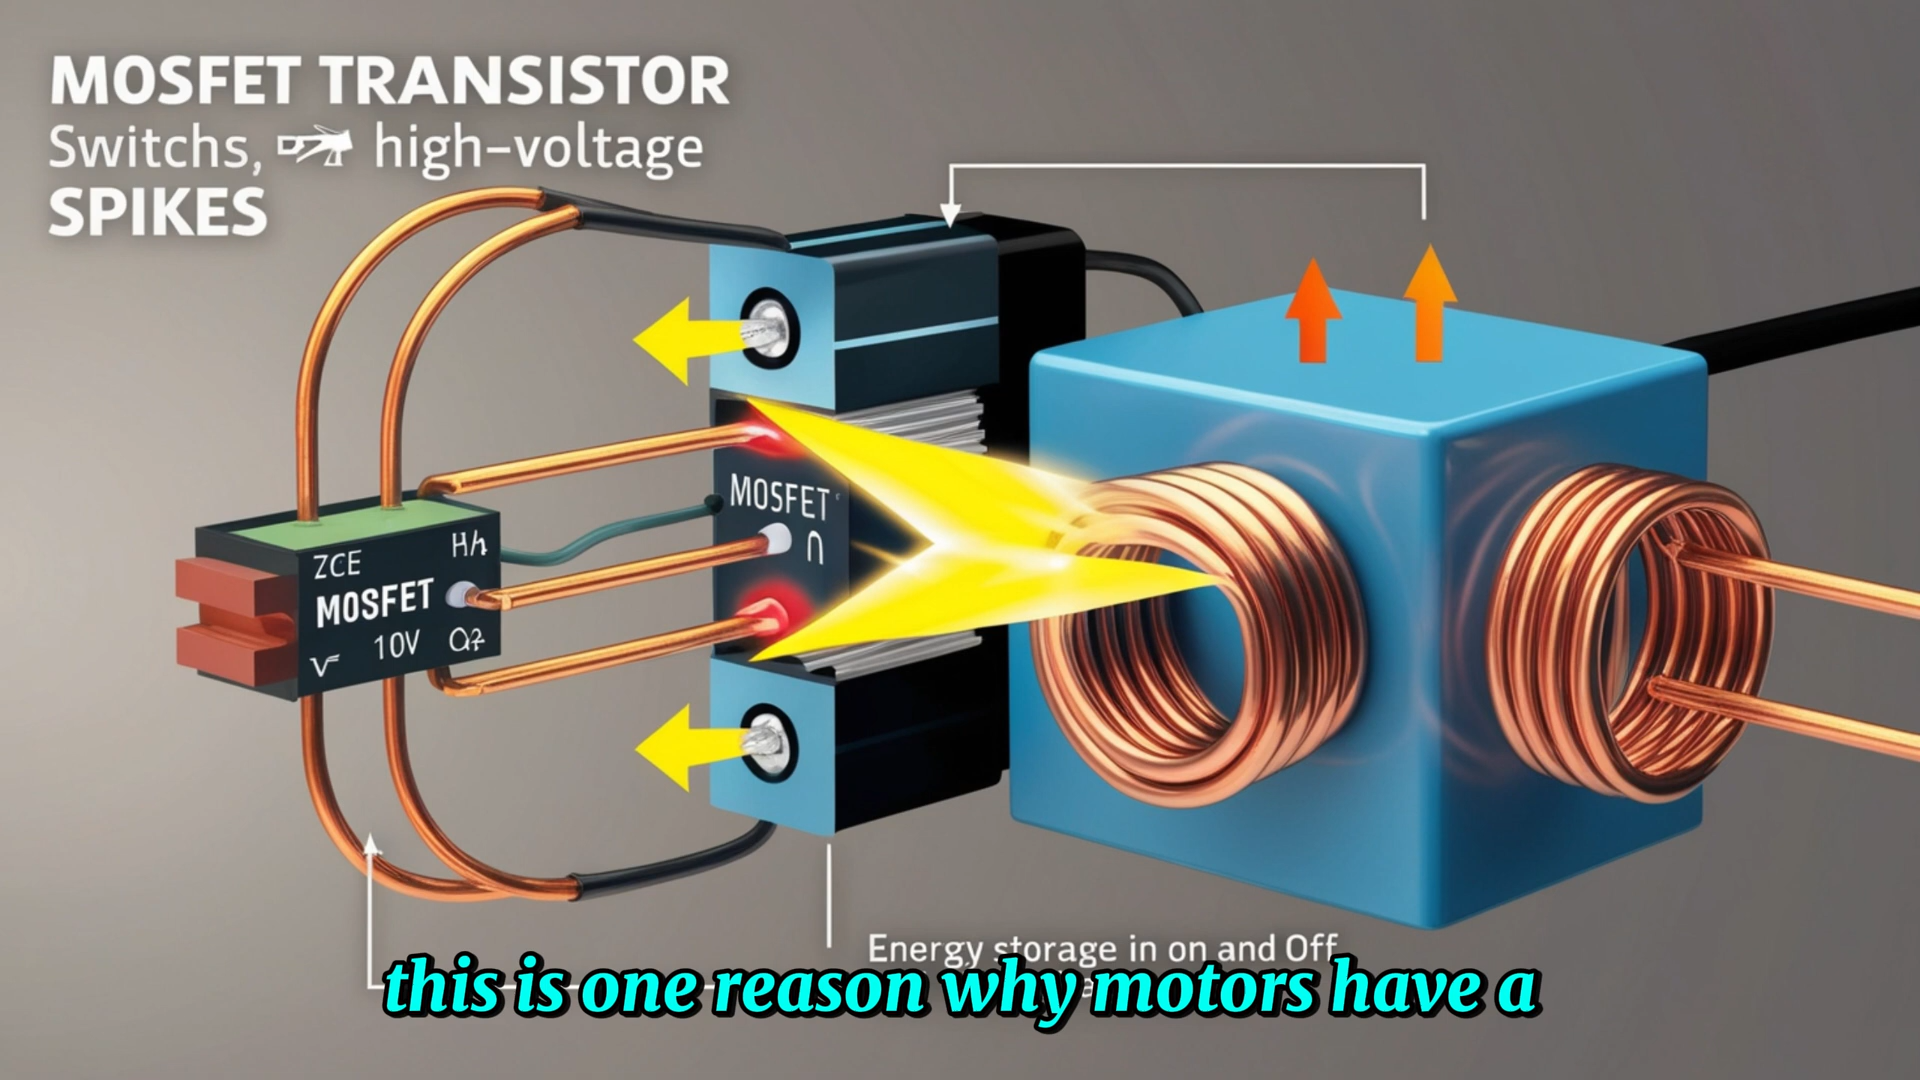 MOSFET TRANSISTOR
Switchs, high-voltage
SPIKES
ZCE
MOSFET
10V
MOSFET
Energy storage in on and Off
this is one reason why motors have a